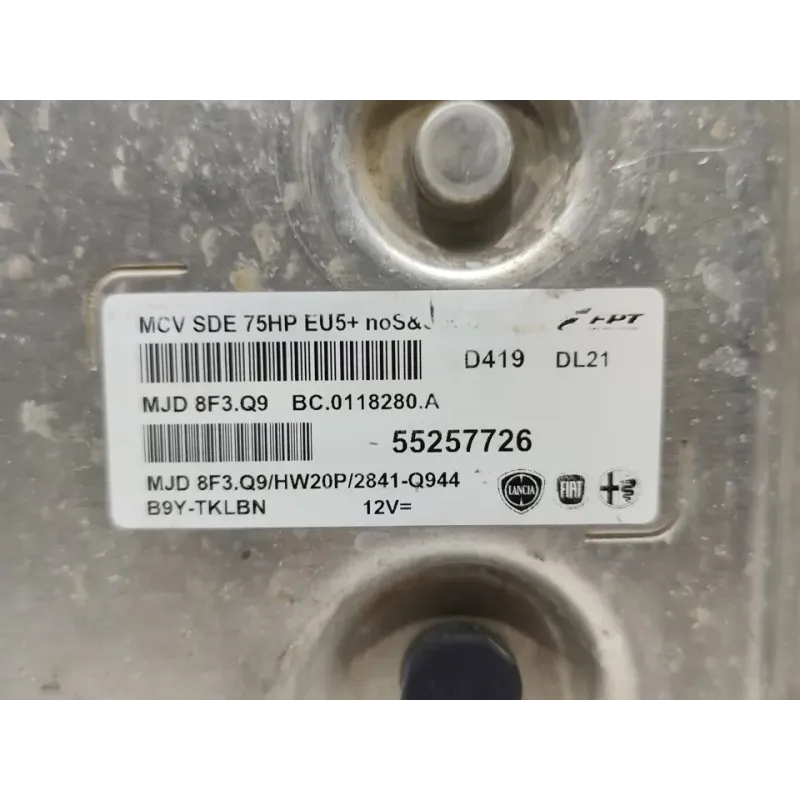 MCV SDE 75HP EU5+ noS&
FPT
D419 DL21
MJD 8F3.Q9 BC.0118280.A
- 55257726
MJD 8F3.Q9/HW20P/2841-Q944
LANCIA FIAT
B9Y-TKLBN 12V=